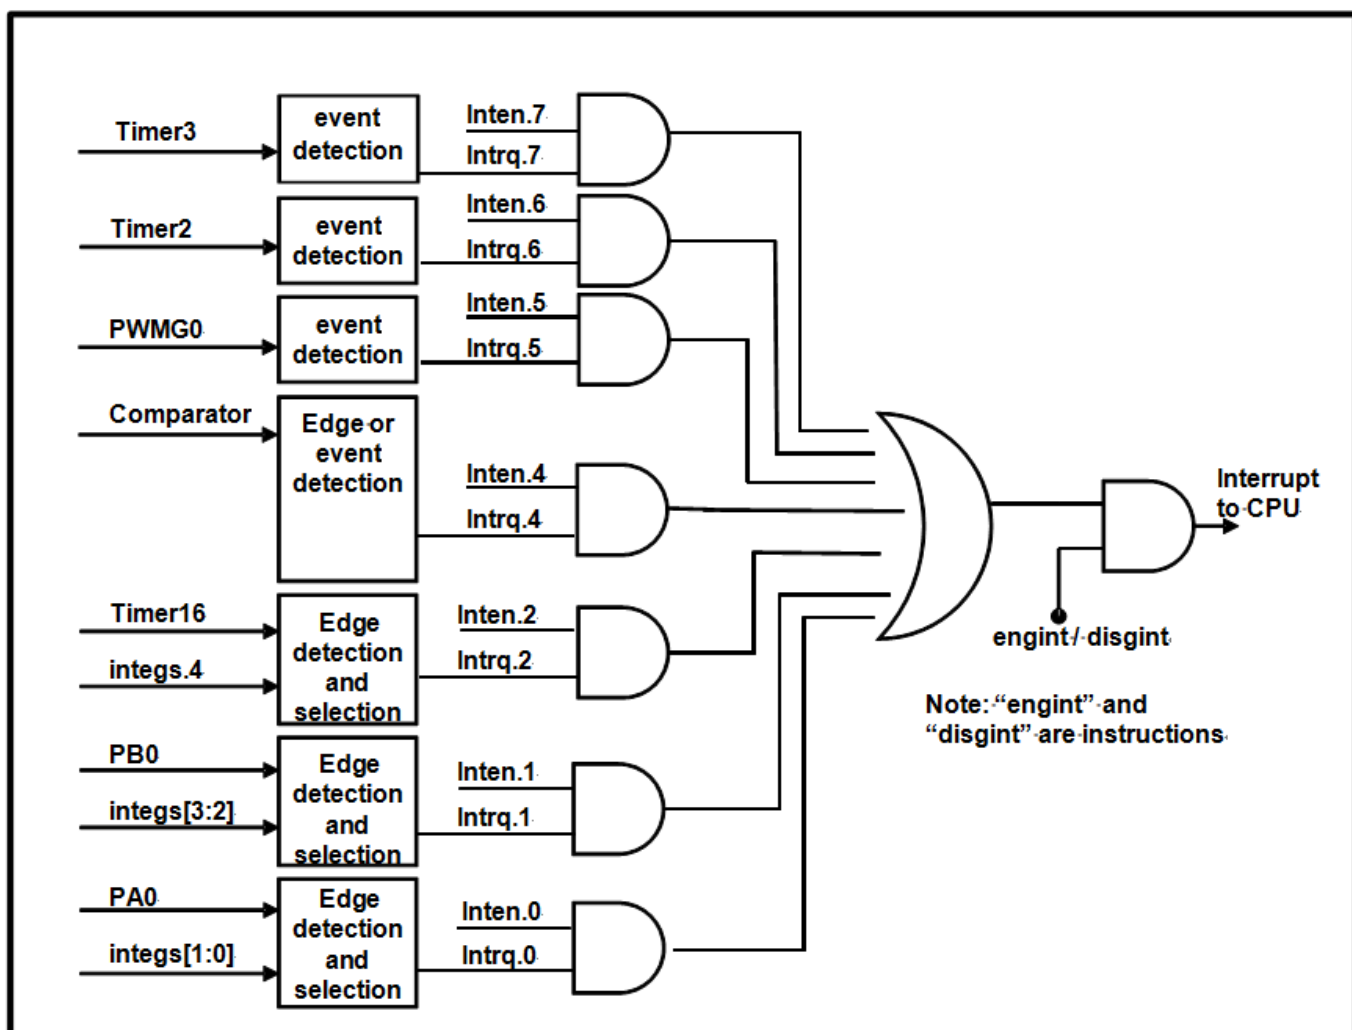 Timer3
event
detection
Inten.7
Intrq.7
Timer2
event
detection
Inten.6
Intrq.6
PWMG0
event
detection
Inten.5
Intrq.5
Comparator
Edge or
event
detection
Inten.4
Intrq.4
Timer16
integs.4
Edge
detection
and
selection
Inten.2
Intrq.2
PB0
integs[3:2]
Edge
detection
and
selection
Inten.1
Intrq.1
PA0
integs[1:0]
Edge
detection
and
selection
Inten.0
Intrq.0
Interrupt
to CPU
engint / disgint
Note: “engint” and
“disgint” are instructions